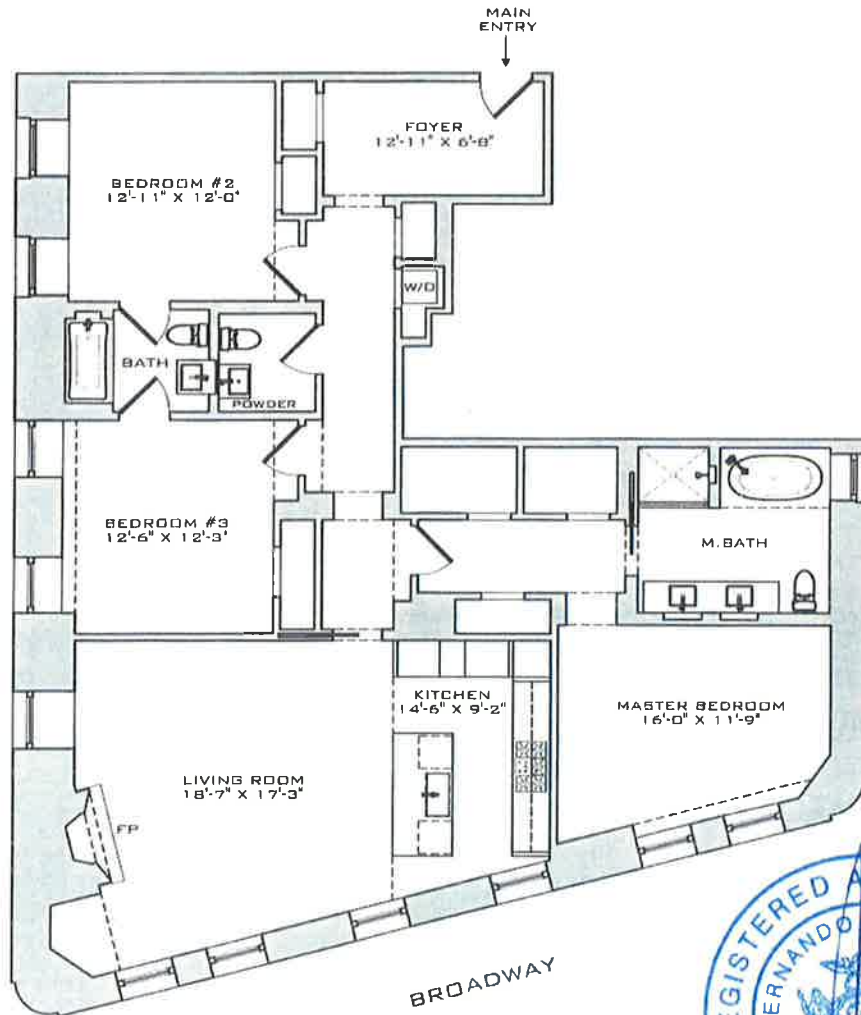 MAIN
ENTRY
FOYER
12'-11" X 6'-8"
BEDROOM #2
12'-11" X 12'-0"
W/D
BATH
POWDER
BEDROOM #3
12'-6" X 12'-3"
M. BATH
KITCHEN
14'-6" X 9'-2"
MASTER BEDROOM
16'-0" X 11'-9"
LIVING ROOM
18'-7" X 17'-3"
FP
BROADWAY
GISTERED A
ERNANDO